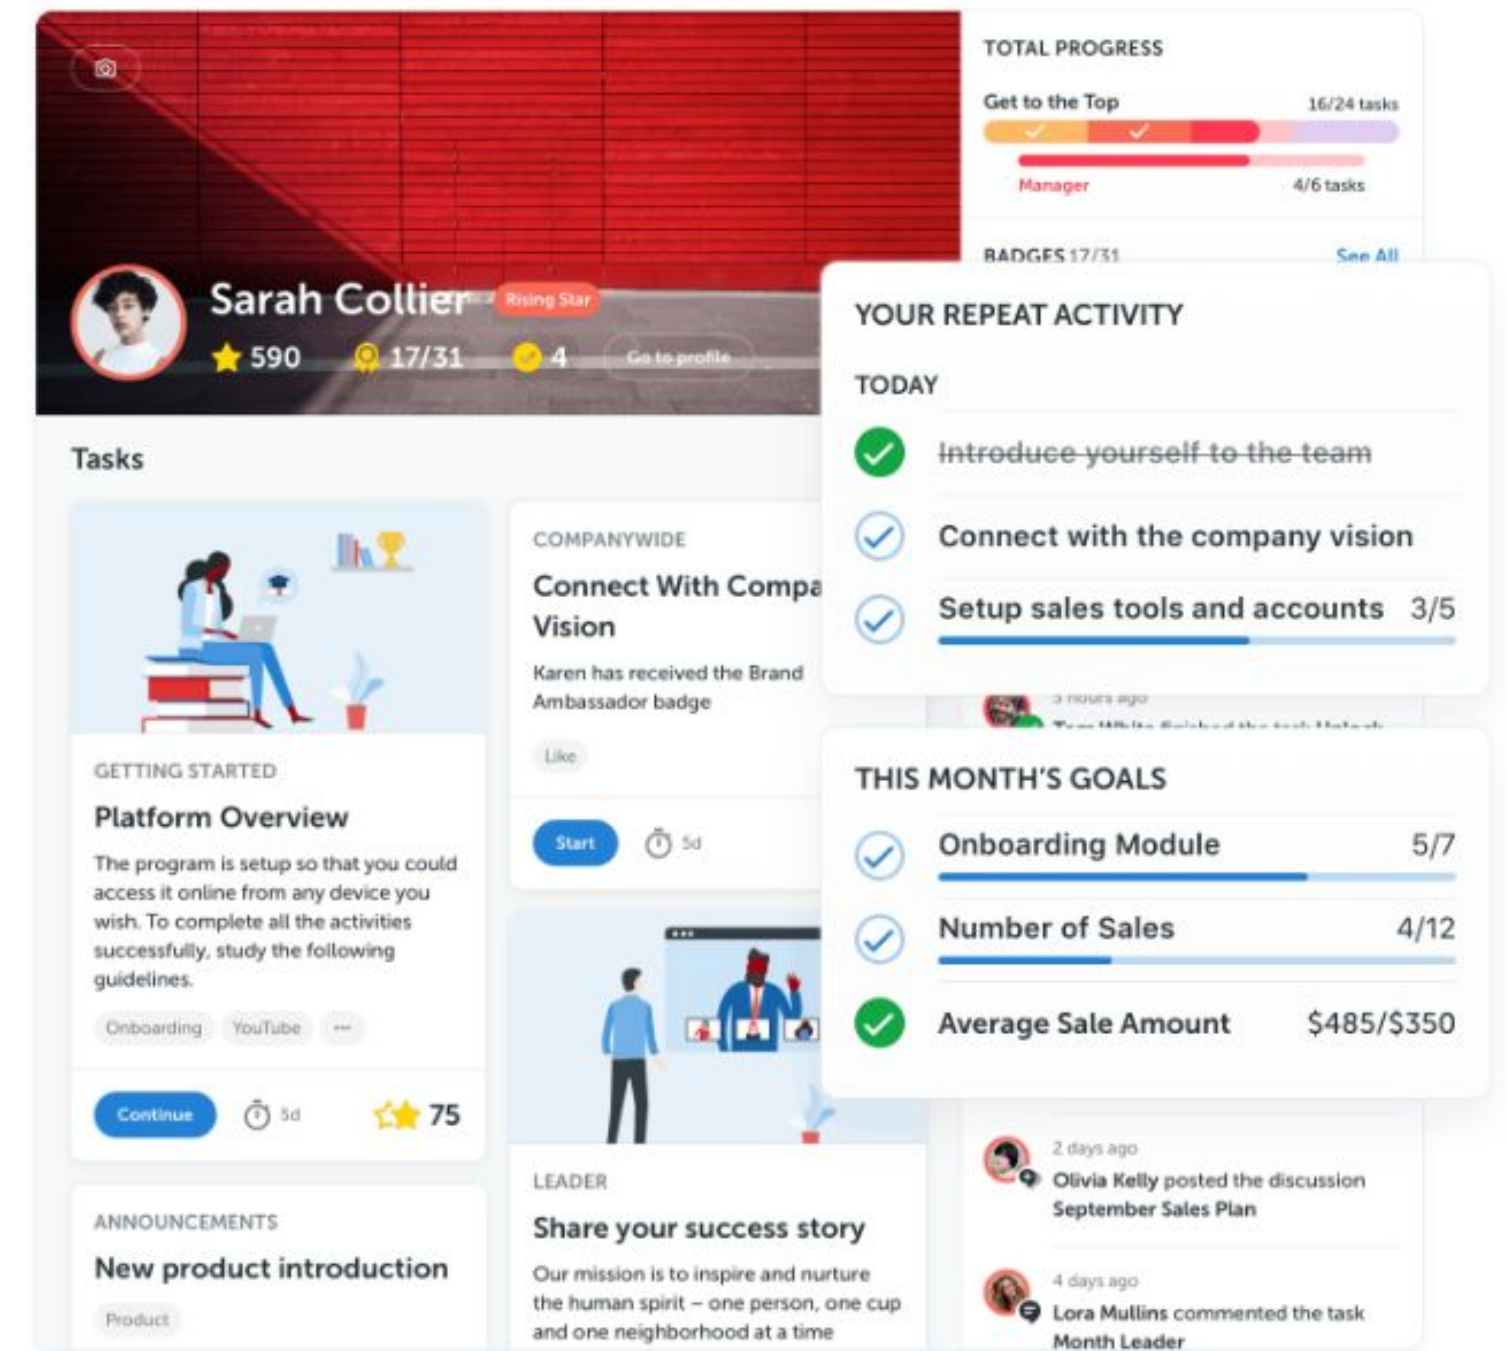 Sarah Collier
Rising Star
590
17/31
4
Go to profile
TOTAL PROGRESS
Get to the Top
16/24 tasks
Manager
4/6 tasks
BADGES 17/31
See All
YOUR REPEAT ACTIVITY
TODAY
Introduce yourself to the team
Connect with the company vision
Setup sales tools and accounts 3/5
Tasks
GETTING STARTED
Platform Overview
The program is setup so that you could
access it online from any device you
wish. To complete all the activities
successfully, study the following
guidelines.
Onboarding
YouTube
···
Continue
5d
75
ANNOUNCEMENTS
New product introduction
Product
COMPANYWIDE
Connect With Compa
Vision
Karen has received the Brand
Ambassador badge
Like
Start
5d
LEADER
Share your success story
Our mission is to inspire and nurture
the human spirit – one person, one cup
and one neighborhood at a time
hours ago
Tom White finished the task
THIS MONTH'S GOALS
Onboarding Module 5/7
Number of Sales 4/12
Average Sale Amount $485/$350
2 days ago
Olivia Kelly posted the discussion
September Sales Plan
4 days ago
Lora Mullins commented the task
Month Leader